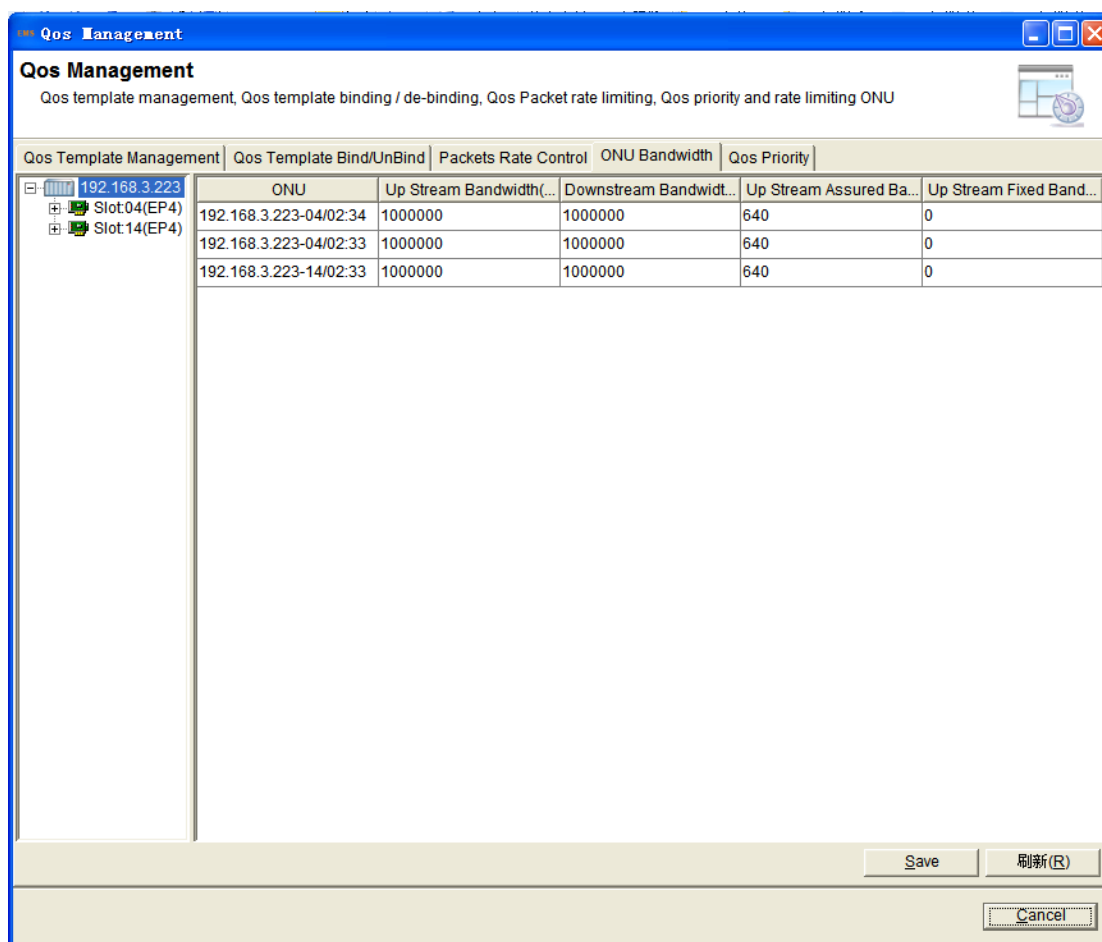 EMS Qos Management
Qos Management
Qos template management, Qos template binding / de-binding, Qos Packet rate limiting, Qos priority and rate limiting ONU
Qos Template Management Qos Template Bind/UnBind Packets Rate Control ONU Bandwidth Qos Priority
192.168.3.223
Slot:04(EP4)
Slot:14(EP4)
ONU Up Stream Bandwidth(... Downstream Bandwidt... Up Stream Assured Ba... Up Stream Fixed Band...
192.168.3.223-04/02:34 1000000 1000000 640 0
192.168.3.223-04/02:33 1000000 1000000 640 0
192.168.3.223-14/02:33 1000000 1000000 640 0
Save 刷新(R)
Cancel